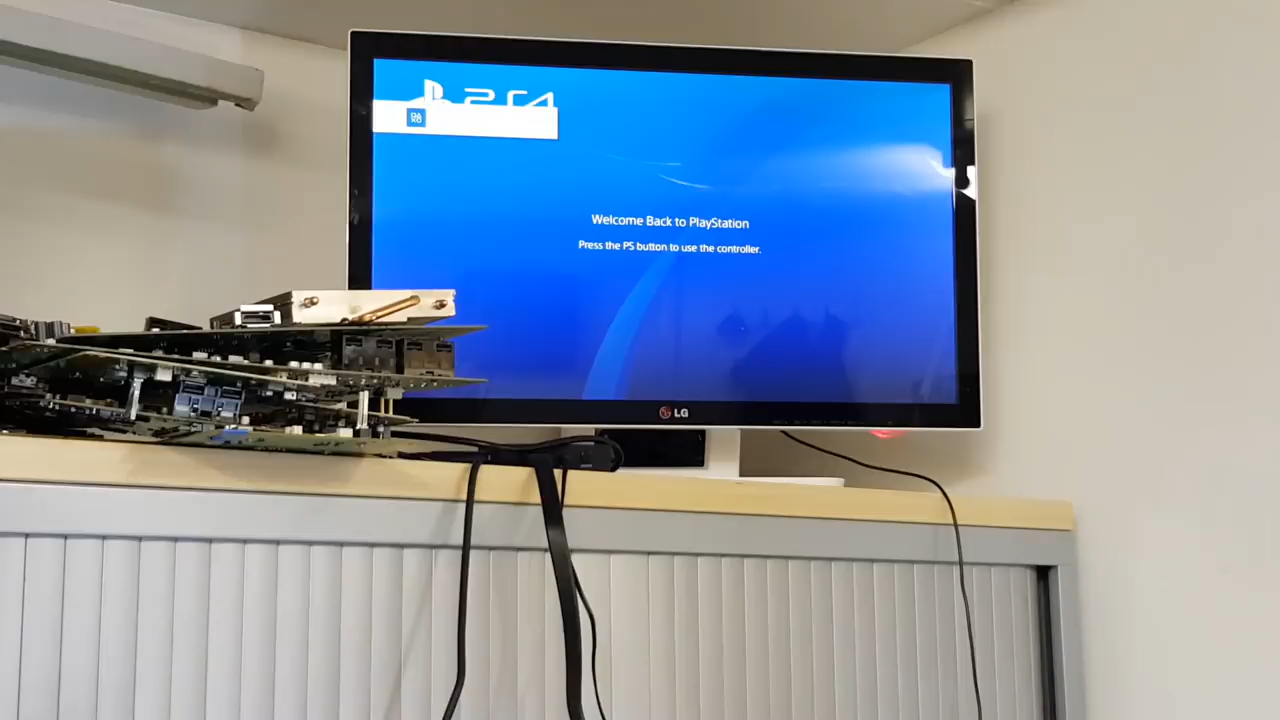 PS4
Welcome Back to PlayStation
Press the PS button to use the controller.
LG